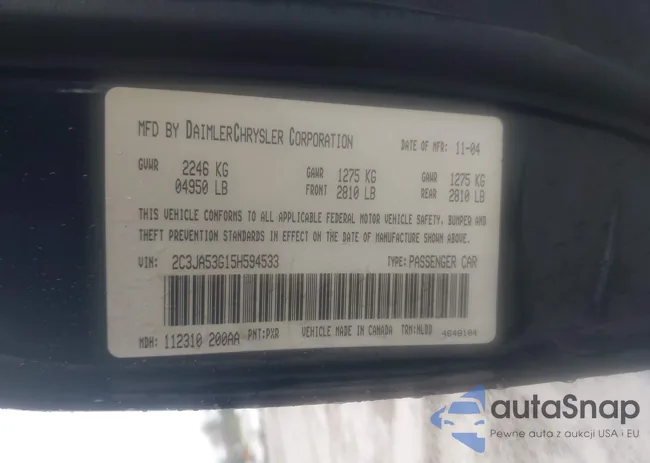 MFD BY DAIMLERCHRYSLER CORPORATION DATE OF MFR: 11-04
GVWR 2246 KG GAWR 1275 KG GAWR 1275 KG
04950 LB FRONT 2810 LB REAR 2810 LB
THIS VEHICLE CONFORMS TO ALL APPLICABLE FEDERAL MOTOR VEHICLE SAFETY, BUMPER AND
THEFT PREVENTION STANDARDS IN EFFECT ON THE DATE OF MANUFACTURE SHOWN ABOVE.
VIN: 2C3JA53G15H594533 TYPE: PASSENGER CAR
MDH: 112310 200AA PNT: PXR VEHICLE MADE IN CANADA TRM: NLDD 4648104
autaSnap
Pewne auta z aukcji USA i EU